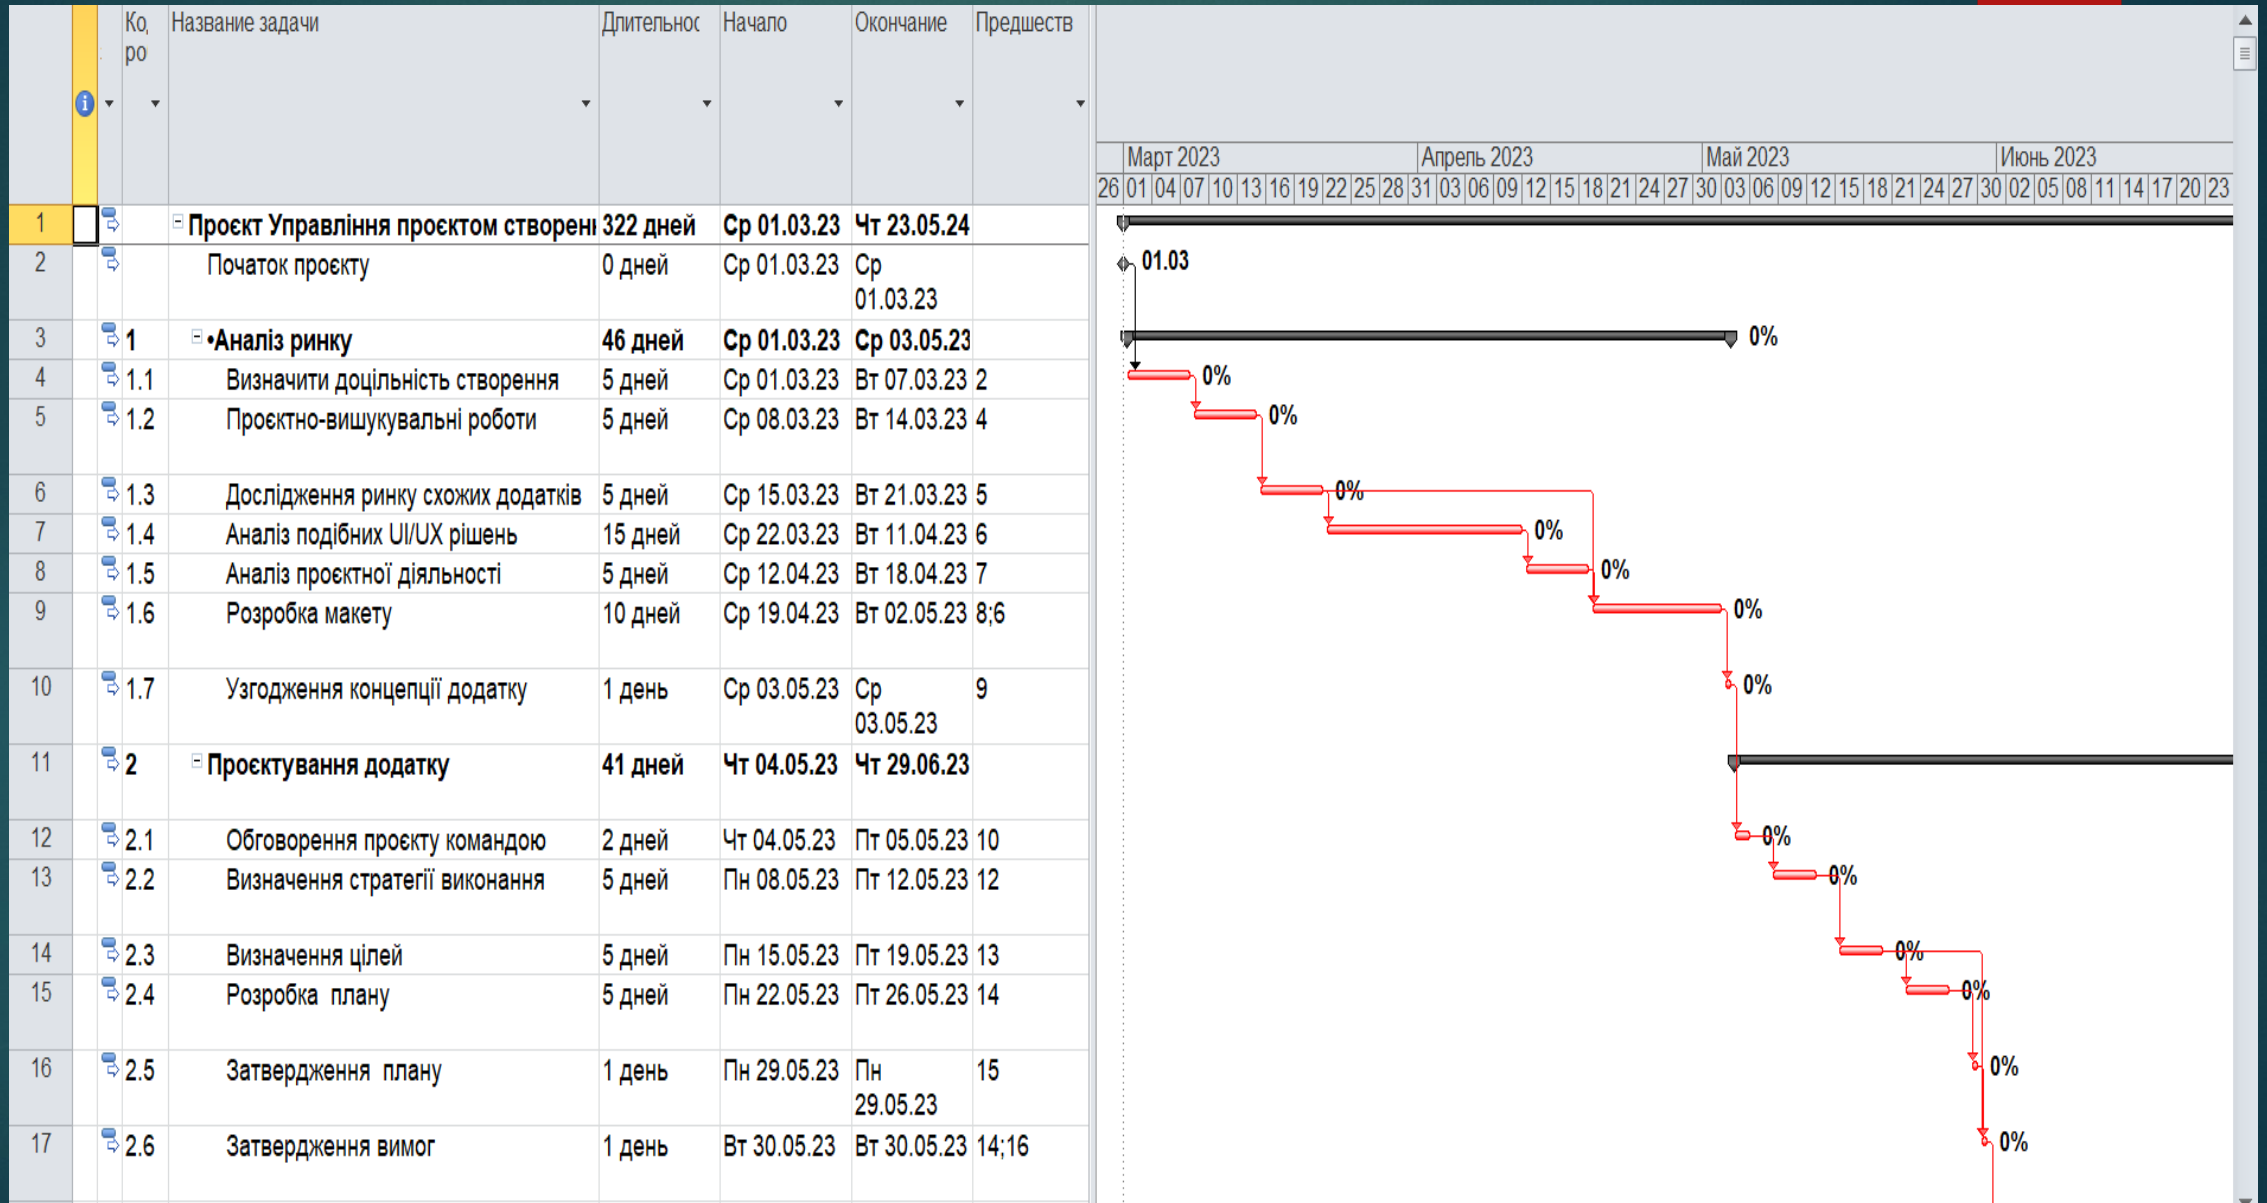 Ко, Название задачи Длительнос Начало Окончание Предшеств
ро
Март 2023 Апрель 2023 Май 2023 Июнь 2023
26 01 04 07 10 13 16 19 22 25 28 31 03 06 09 12 15 18 21 24 27 30 03 06 09 12 15 18 21 24 27 30 02 05 08 11 14 17 20 23
1 Проєкт Управління проєктом створен 322 дней Ср 01.03.23 Чт 23.05.24
2 Початок проєкту 0 дней Ср 01.03.23 Ср 01.03
01.03.23
3 1 •Аналіз ринку 46 дней Ср 01.03.23 Ср 03.05.23 0%
4 1.1 Визначити доцільність створення 5 дней Ср 01.03.23 Вт 07.03.23 2 0%
5 1.2 Проєктно-вишукувальні роботи 5 дней Ср 08.03.23 Вт 14.03.23 4 0%
6 1.3 Дослідження ринку схожих додатків 5 дней Ср 15.03.23 Вт 21.03.23 5 0%
7 1.4 Аналіз подібних UI/UX рішень 15 дней Ср 22.03.23 Вт 11.04.23 6 0%
8 1.5 Аналіз проєктної діяльності 5 дней Ср 12.04.23 Вт 18.04.23 7 0%
9 1.6 Розробка макету 10 дней Ср 19.04.23 Вт 02.05.23 8;6 0%
10 1.7 Узгодження концепції додатку 1 день Ср 03.05.23 Ср 9 0%
03.05.23
11 2 Проєктування додатку 41 дней Чт 04.05.23 Чт 29.06.23
12 2.1 Обговорення проєкту командою 2 дней Чт 04.05.23 Пт 05.05.23 10 0%
13 2.2 Визначення стратегії виконання 5 дней Пн 08.05.23 Пт 12.05.23 12 0%
14 2.3 Визначення цілей 5 дней Пн 15.05.23 Пт 19.05.23 13 0%
15 2.4 Розробка плану 5 дней Пн 22.05.23 Пт 26.05.23 14 0%
16 2.5 Затвердження плану 1 день Пн 29.05.23 Пн 15 0%
29.05.23
17 2.6 Затвердження вимог 1 день Вт 30.05.23 Вт 30.05.23 14;16 0%